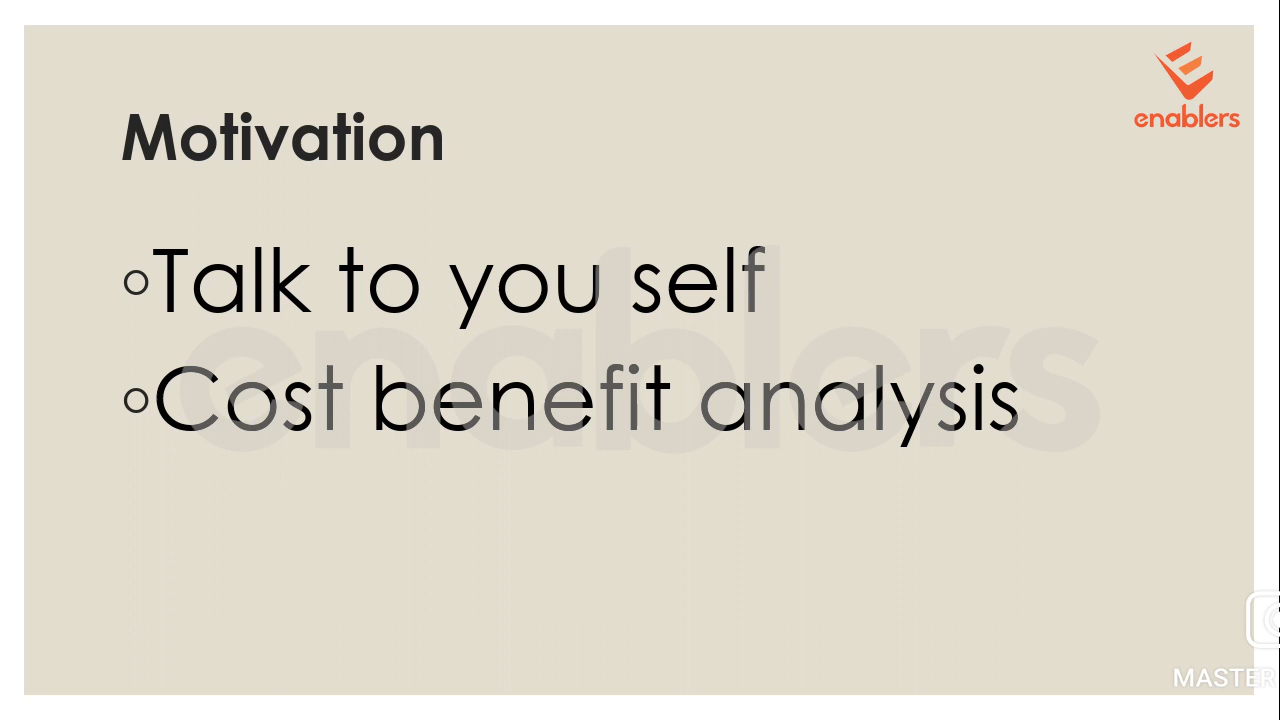 enablers
Motivation
◦Talk to you self
◦Cost benefit analysis
enablers
MASTER